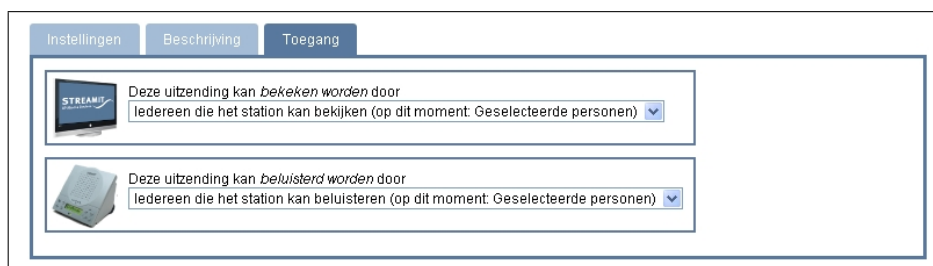 Instellingen Beschrijving Toegang
STREAMIT
Deze uitzending kan bekeken worden door
Iedereen die het station kan bekijken (op dit moment: Geselecteerde personen)
Deze uitzending kan beluisterd worden door
Iedereen die het station kan beluisteren (op dit moment: Geselecteerde personen)